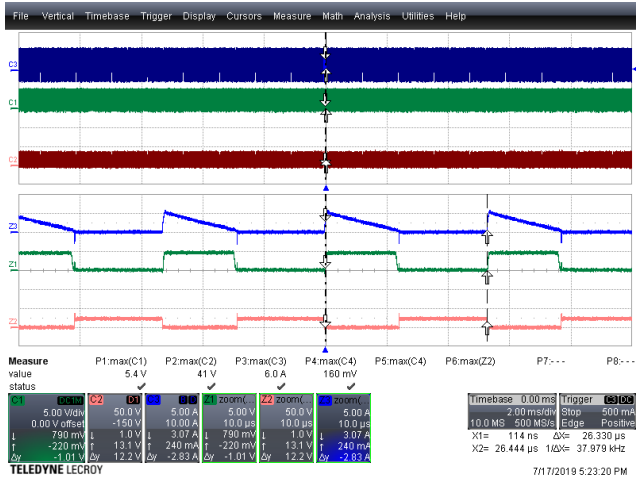 File Vertical Timebase Trigger Display Cursors Measure Math Analysis Utilities Help
C3
C1
C2
Z3
Z1
Z2
Measure P1:max(C1) P2:max(C2) P3:max(C3) P4:max(C4) P5:max(C4) P6:max(Z2) P7:--- P8:---
value 5.4 V 41 V 6.0 A 160 mV
status
C1 DC1M C2 D1 Z1 zoom(... Z2 zoom(... zoom(...
5.00 V/div 50.0 V 5.00 A 5.00 V 50.0 V 5.00 A
0.00 V offset -150 V 10.00 A 10.0 µs 10.0 µs 10.0 µs
↓ 790 mV ↓ 1.0 V ↓ 3.07 A ↓ 790 mV ↓ 1.0 V ↓ 3.07 A
↑ -220 mV ↑ 13.1 V ↑ 240 mA ↑ -220 mV ↑ 13.1 V ↑ 240 mA
Δy -1.01 V Δy 12.2 V Δy -2.83 A Δy -1.01 V Δy 12.2 V Δy -2.83 A
Timebase 0.00 ms Trigger C3 DC
2.00 ms/div Stop 500 mA
10.0 MS 500 MS/s Edge Positive
X1= 114 ns ΔX= 26.330 µs
X2= 26.444 µs 1/ΔX= 37.979 kHz
TELEDYNE LECROY 7/17/2019 5:23:20 PM